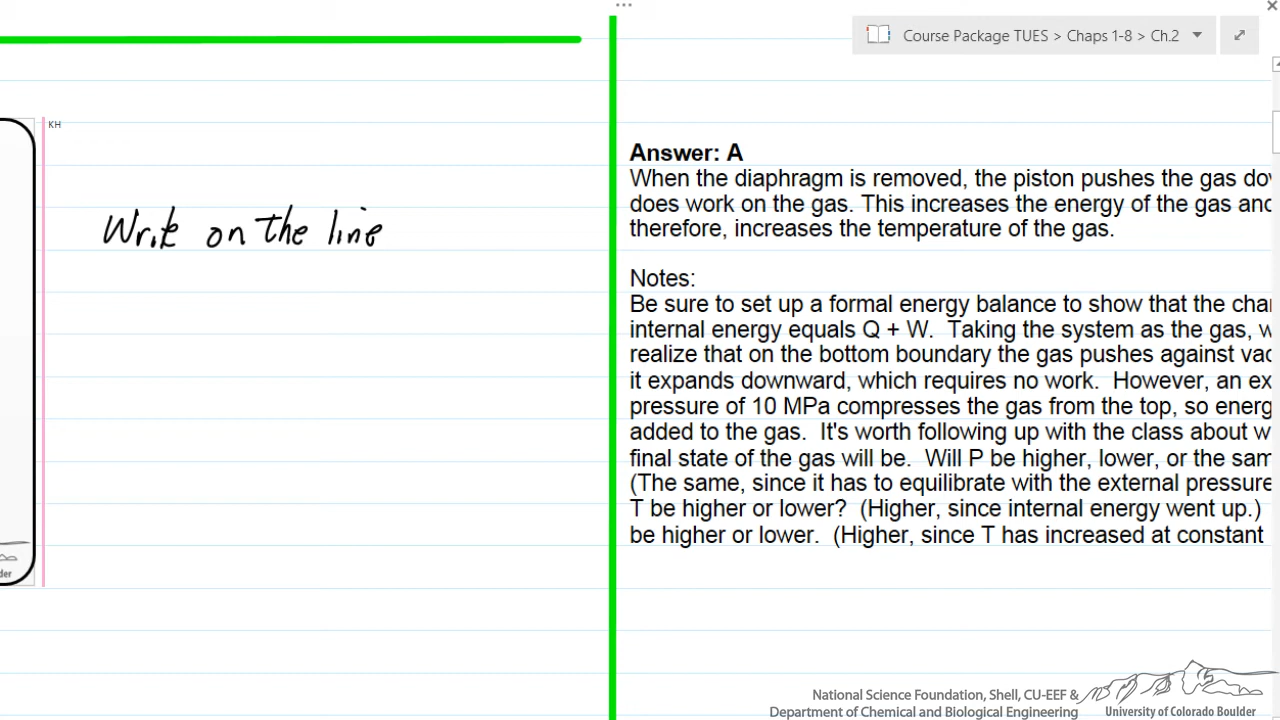 Course Package TUES > Chaps 1-8 > Ch.2
KH
Write on the line
Answer: A
When the diaphragm is removed, the piston pushes the gas
does work on the gas. This increases the energy of the gas and
therefore, increases the temperature of the gas.
Notes:
Be sure to set up a formal energy balance to show that the
internal energy equals Q + W. Taking the system as the gas,
realize that on the bottom boundary the gas pushes against
it expands downward, which requires no work. However, an
pressure of 10 MPa compresses the gas from the top, so
added to the gas. It's worth following up with the class about
final state of the gas will be. Will P be higher, lower, or the
(The same, since it has to equilibrate with the external pressure
T be higher or lower? (Higher, since internal energy went up.)
be higher or lower. (Higher, since T has increased at constant
National Science Foundation, Shell, CU-EEF &
Department of Chemical and Biological Engineering
University of Colorado Boulder